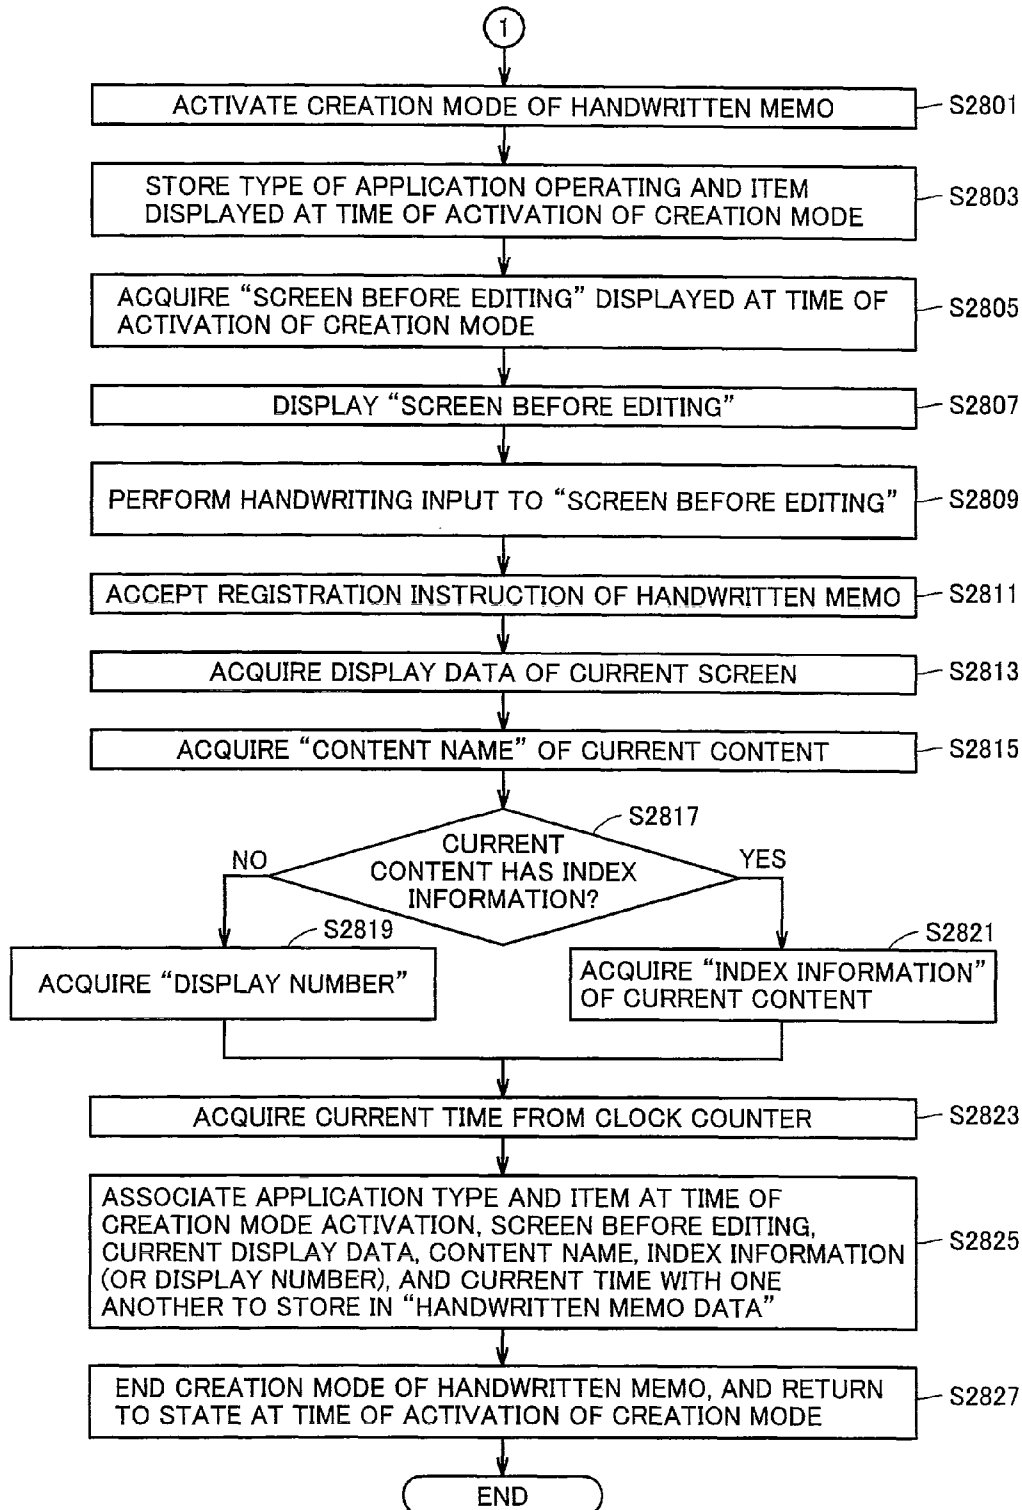 1
ACTIVATE CREATION MODE OF HANDWRITTEN MEMO
S2801
STORE TYPE OF APPLICATION OPERATING AND ITEM
DISPLAYED AT TIME OF ACTIVATION OF CREATION MODE
S2803
ACQUIRE “SCREEN BEFORE EDITING” DISPLAYED AT TIME OF
ACTIVATION OF CREATION MODE
S2805
DISPLAY “SCREEN BEFORE EDITING”
S2807
PERFORM HANDWRITING INPUT TO “SCREEN BEFORE EDITING”
S2809
ACCEPT REGISTRATION INSTRUCTION OF HANDWRITTEN MEMO
S2811
ACQUIRE DISPLAY DATA OF CURRENT SCREEN
S2813
ACQUIRE “CONTENT NAME” OF CURRENT CONTENT
S2815
S2817
CURRENT
CONTENT HAS INDEX
INFORMATION?
NO
YES
S2819
ACQUIRE “DISPLAY NUMBER”
S2821
ACQUIRE “INDEX INFORMATION”
OF CURRENT CONTENT
ACQUIRE CURRENT TIME FROM CLOCK COUNTER
S2823
ASSOCIATE APPLICATION TYPE AND ITEM AT TIME OF
CREATION MODE ACTIVATION, SCREEN BEFORE EDITING,
CURRENT DISPLAY DATA, CONTENT NAME, INDEX INFORMATION
(OR DISPLAY NUMBER), AND CURRENT TIME WITH ONE
ANOTHER TO STORE IN “HANDWRITTEN MEMO DATA”
S2825
END CREATION MODE OF HANDWRITTEN MEMO, AND RETURN
TO STATE AT TIME OF ACTIVATION OF CREATION MODE
S2827
END